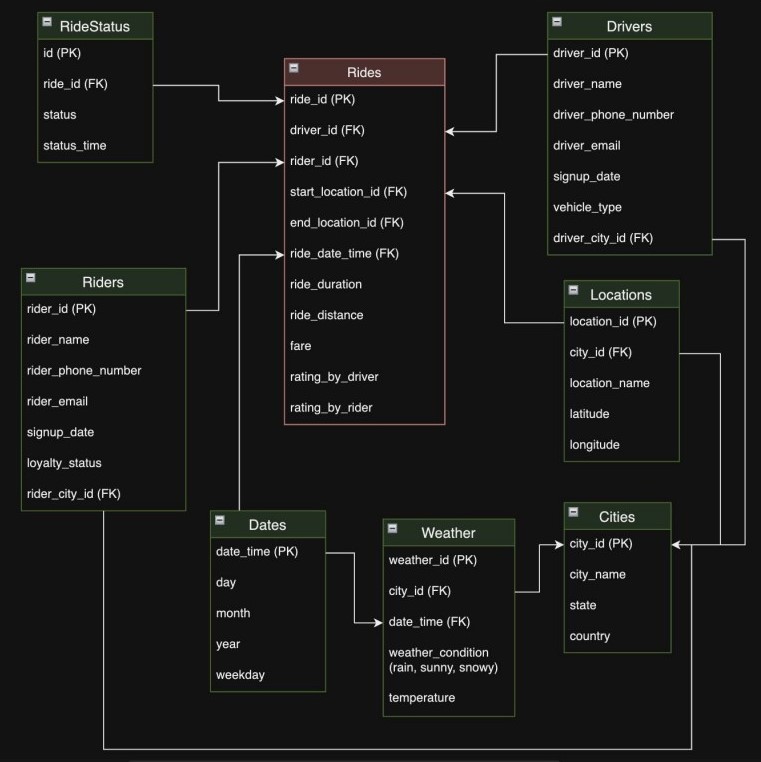 RideStatus
id (PK)
ride_id (FK)
status
status_time
Rides
ride_id (PK)
driver_id (FK)
rider_id (FK)
start_location_id (FK)
end_location_id (FK)
ride_date_time (FK)
ride_duration
ride_distance
fare
rating_by_driver
rating_by_rider
Drivers
driver_id (PK)
driver_name
driver_phone_number
driver_email
signup_date
vehicle_type
driver_city_id (FK)
Riders
rider_id (PK)
rider_name
rider_phone_number
rider_email
signup_date
loyalty_status
rider_city_id (FK)
Locations
location_id (PK)
city_id (FK)
location_name
latitude
longitude
Dates
date_time (PK)
day
month
year
weekday
Weather
weather_id (PK)
city_id (FK)
date_time (FK)
weather_condition
(rain, sunny, snowy)
temperature
Cities
city_id (PK)
city_name
state
country